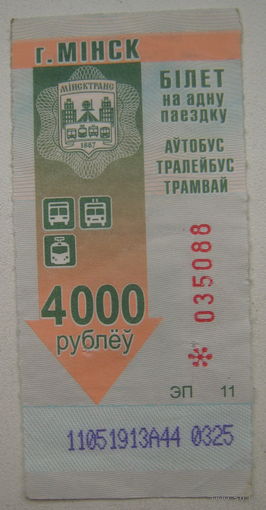 г. МІНСК
МІНСКТРАНС
1887
БІЛЕТ
на адну
паездку
АЎТОБУС
ТРАЛЕЙБУС
ТРАМВАЙ
4000
рублёў
* 035088
ЭП 11
11051913А44 0325